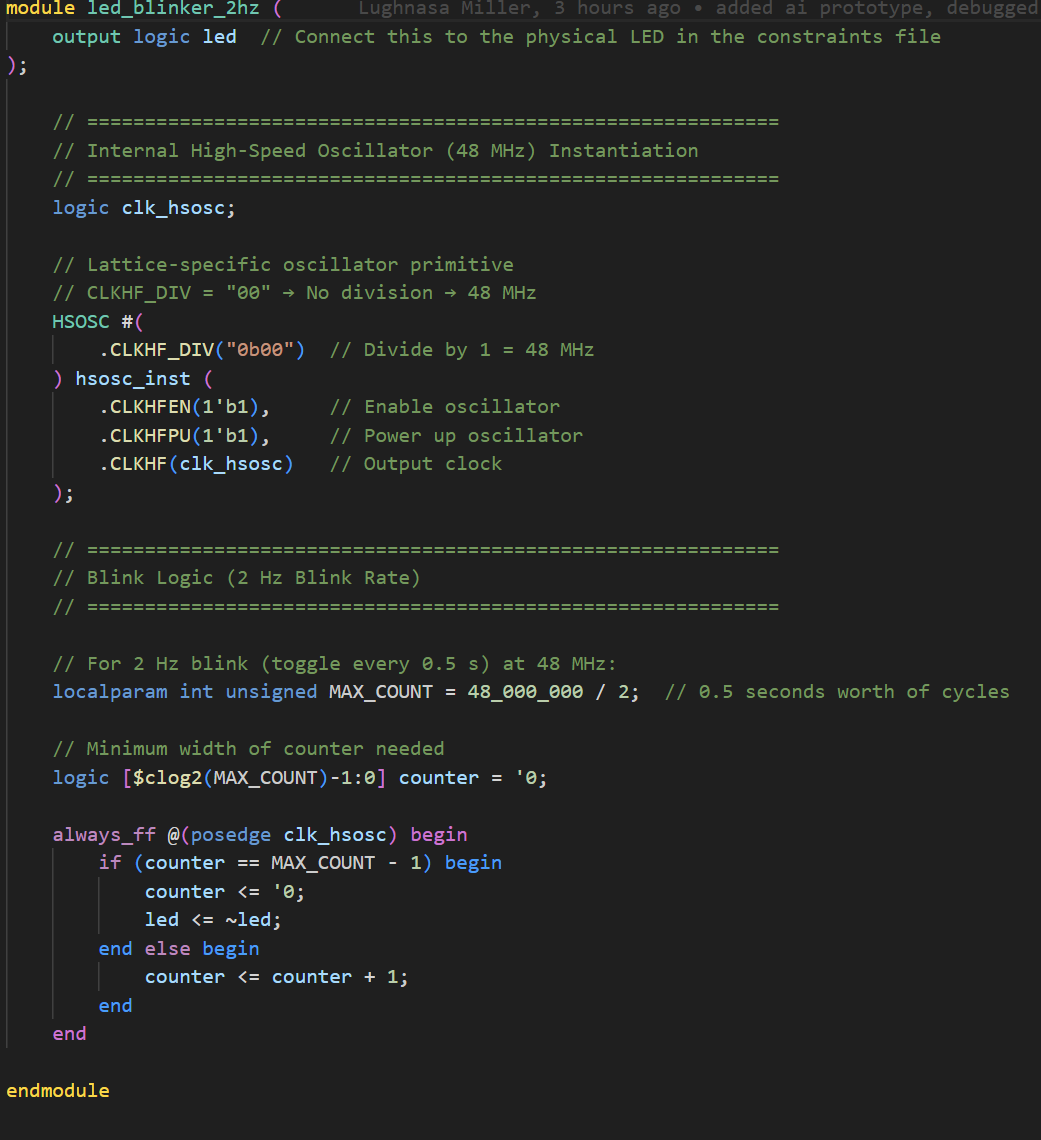 module led_blinker_2hz (     Lughnasa Miller, 3 hours ago • added ai prototype, debugged
    output logic led  // Connect this to the physical LED in the constraints file
);

    // ============================================================
    // Internal High-Speed Oscillator (48 MHz) Instantiation
    // ============================================================
    logic clk_hsosc;

    // Lattice-specific oscillator primitive
    // CLKHF_DIV = "00" → No division → 48 MHz
    HSOSC #(
        .CLKHF_DIV("0b00")  // Divide by 1 = 48 MHz
    ) hsosc_inst (
        .CLKHFEN(1'b1),     // Enable oscillator
        .CLKHFPU(1'b1),     // Power up oscillator
        .CLKHF(clk_hsosc)   // Output clock
    );

    // ============================================================
    // Blink Logic (2 Hz Blink Rate)
    // ============================================================

    // For 2 Hz blink (toggle every 0.5 s) at 48 MHz:
    localparam int unsigned MAX_COUNT = 48_000_000 / 2;  // 0.5 seconds worth of cycles

    // Minimum width of counter needed
    logic [$clog2(MAX_COUNT)-1:0] counter = '0;

    always_ff @(posedge clk_hsosc) begin
        if (counter == MAX_COUNT - 1) begin
            counter <= '0;
            led <= ~led;
        end else begin
            counter <= counter + 1;
        end
    end

endmodule